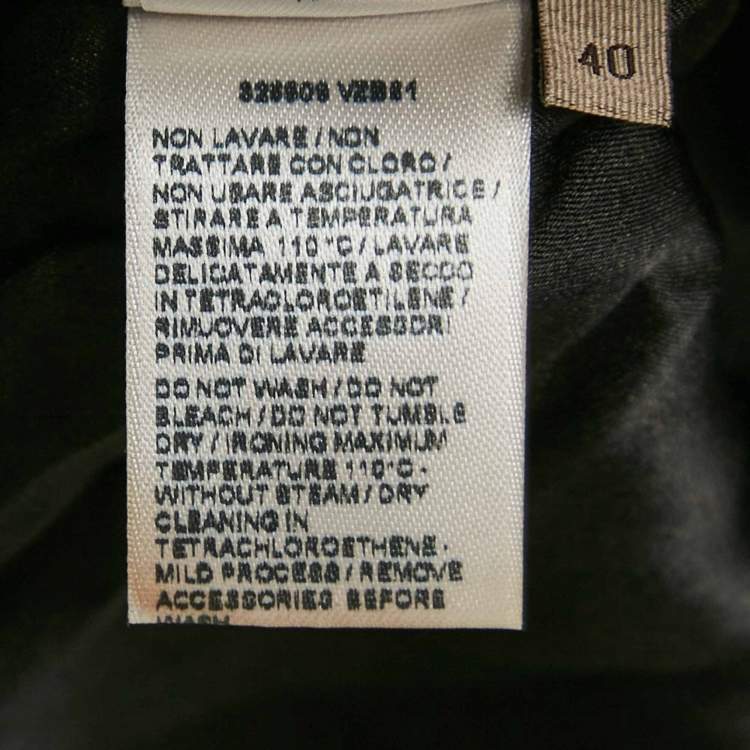 40
NON LAVARE / NON
TRATTARE CON CLORO /
NON USARE ASCIUGATRICE /
STIRARE A TEMPERATURA
MASSIMA 110°C / LAVARE
DELICATAMENTE A SECCO
IN TETRACLOROETILENE /
RIMUOVERE ACCESSORI
PRIMA DI LAVARE
DO NOT WASH / DO NOT
BLEACH / DO NOT TUMBLE
DRY / IRONING MAXIMUM
TEMPERATURE 110°C -
WITHOUT STEAM / DRY
CLEANING IN
TETRACHLOROETHENE -
MILD PROCESS / REMOVE
ACCESSORIES BEFORE
WASH